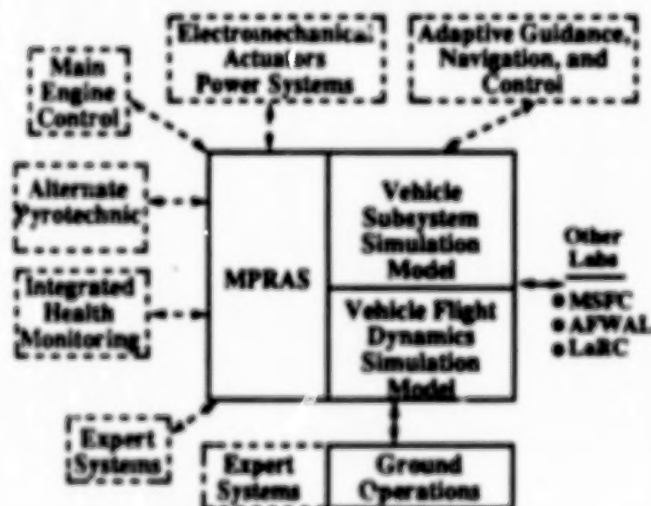 Electromechanical
Actuators
Power Systems
Adaptive Guidance,
Navigation, and
Control
Main
Engine
Control
Alternate
Pyrotechnic
Integrated
Health
Monitoring
MPRAS
Vehicle
Subsystem
Simulation
Model
Vehicle Flight
Dynamics
Simulation
Model
Other
Labs
• MSFC
• AFWAL
• LaRC
Expert
Systems
Expert
Systems
Ground
Operations